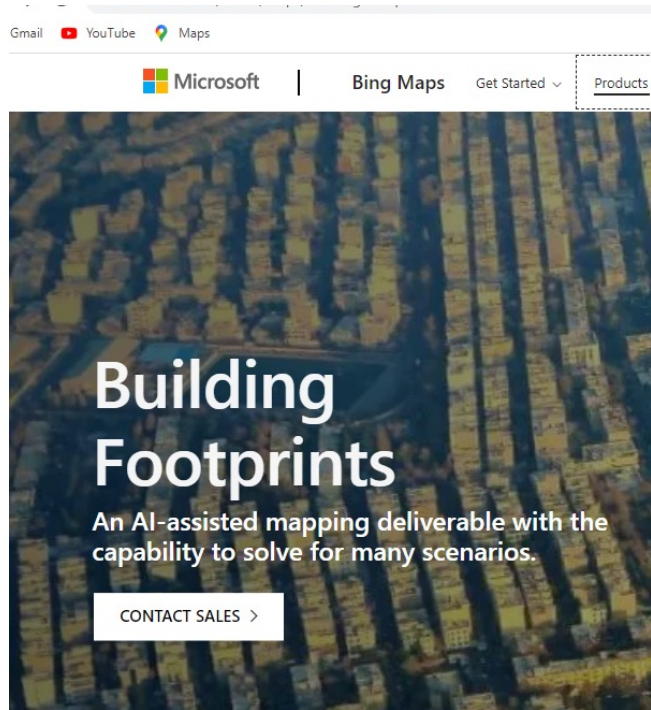 Gmail YouTube Maps
Microsoft Bing Maps Get Started Products
Building
Footprints
An AI-assisted mapping deliverable with the
capability to solve for many scenarios.
CONTACT SALES